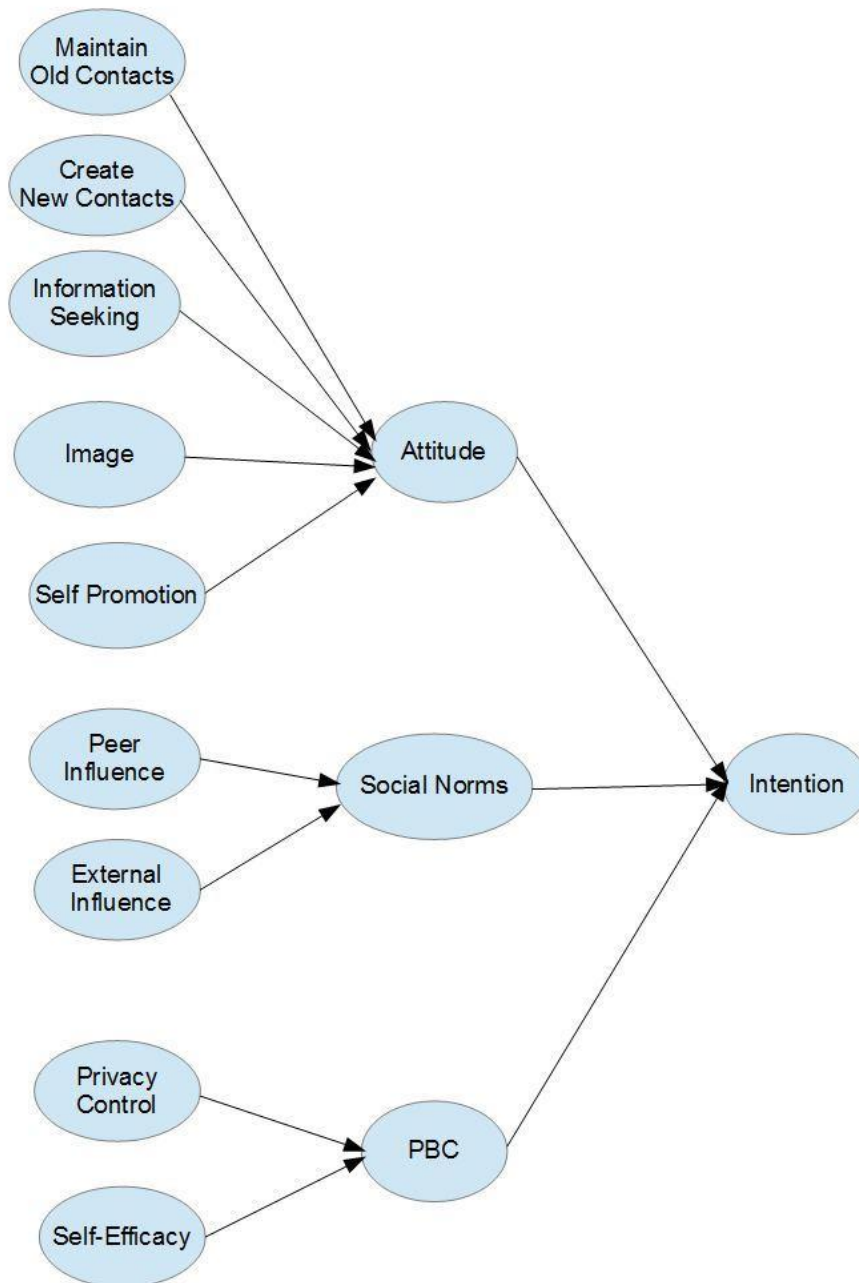 Maintain
Old Contacts
Create
New Contacts
Information
Seeking
Image
Attitude
Self Promotion
Peer
Influence
Social Norms
Intention
External
Influence
Privacy
Control
PBC
Self-Efficacy